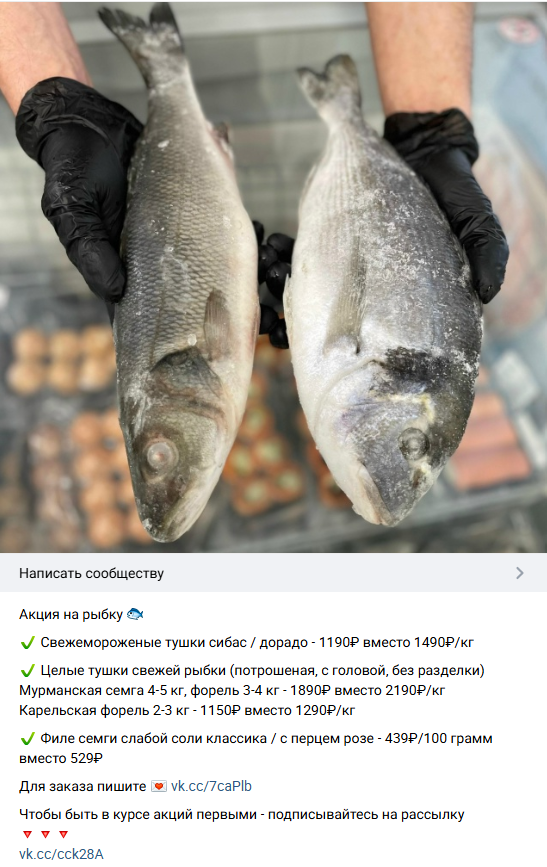 Написать сообществу
Акция на рыбку 🐟
✔ Свежемороженые тушки сибас / дорадо - 1190₽ вместо 1490₽/кг
✔ Целые тушки свежей рыбки (потрошеная, с головой, без разделки)
Мурманская семга 4-5 кг, форель 3-4 кг - 1890₽ вместо 2190₽/кг
Карельская форель 2-3 кг - 1150₽ вместо 1290₽/кг
✔ Филе семги слабой соли классика / с перцем розе - 439₽/100 грамм
вместо 529₽
Для заказа пишите 💌 vk.cc/7caPlb
Чтобы быть в курсе акций первыми - подписывайтесь на рассылку
🔻 🔻 🔻
vk.cc/cck28A